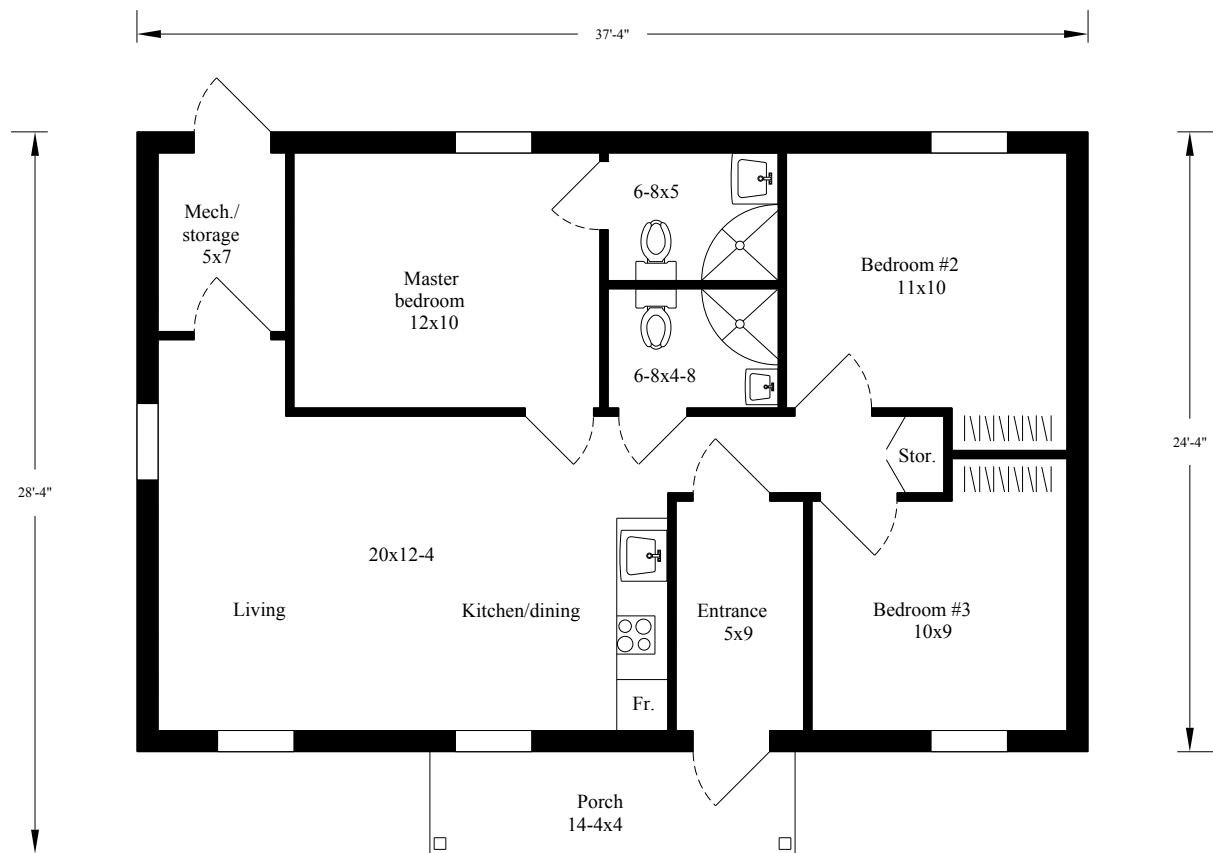 37'-4"
Mech./
storage
5x7
Master
bedroom
12x10
6-8x5
6-8x4-8
Bedroom #2
11x10
Stor.
24'-4"
28'-4"
20x12-4
Living
Kitchen/dining
Fr.
Entrance
5x9
Bedroom #3
10x9
Porch
14-4x4